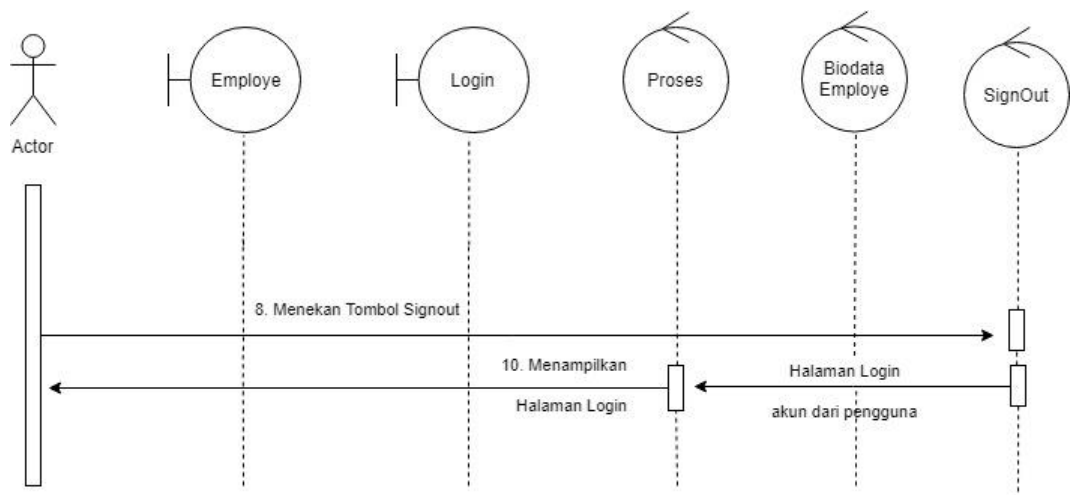 Actor
Employe
Login
Proses
Biodata
Employe
SignOut
8. Menekan Tombol Signout
10. Menampilkan
Halaman Login
Halaman Login
akun dari pengguna